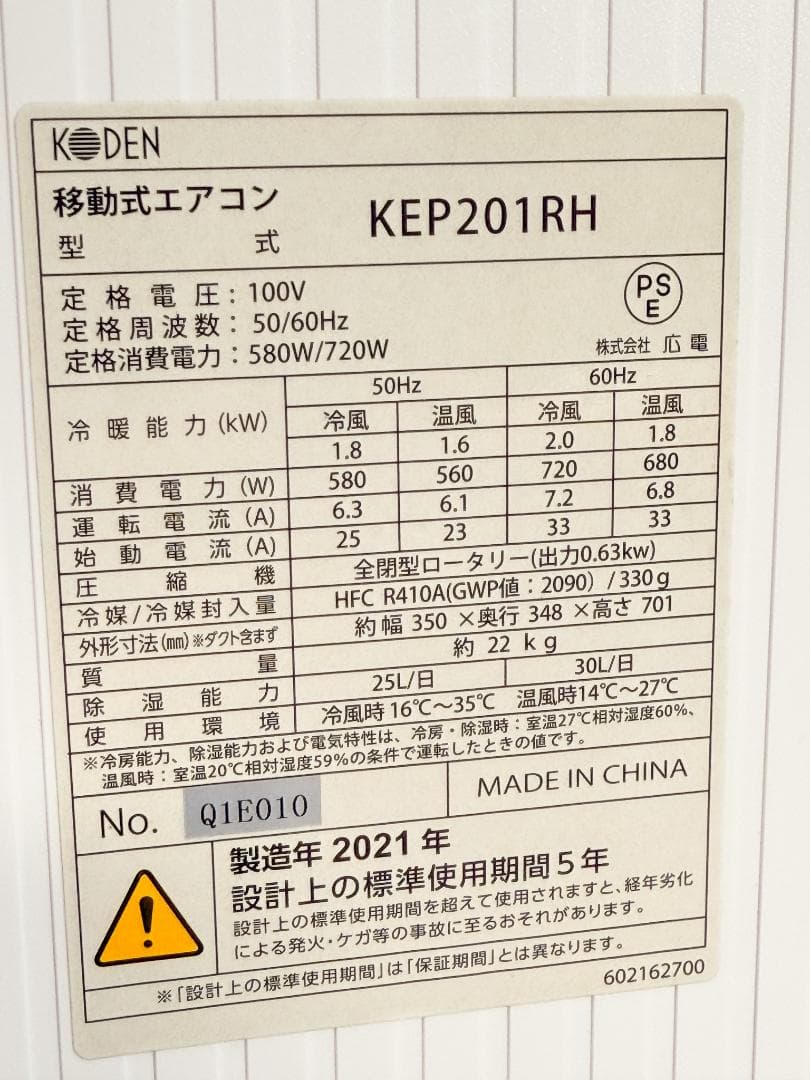 KODEN
移動式エアコン
型式 KEP201RH
定格電圧：100V
定格周波数：50/60Hz
定格消費電力：580W/720W
PS
E
株式会社 広電
50Hz 60Hz
冷暖能力(kW) 冷風 温風 冷風 温風
1.8 1.6 2.0 1.8
消費電力(W) 580 560 720 680
運転電流(A) 6.3 6.1 7.2 6.8
始動電流(A) 25 23 33 33
圧縮機 全閉型ロータリー(出力0.63kw)
冷媒/冷媒封入量 HFC R410A(GWP値：2090）/330g
外形寸法(㎜)※ダクト含まず 約幅 350 ×奥行 348 ×高さ 701
質量 約 22 kg
除湿能力 25L/日 30L/日
使用環境 冷風時16℃～35℃ 温風時14℃～27℃
※冷房能力、除湿能力および電気特性は、冷房・除湿時：室温27℃相対湿度60%、
温風時：室温20℃相対湿度59%の条件で運転したときの値です。
No. Q1E010 MADE IN CHINA
製造年 2021 年
設計上の標準使用期間 5 年
設計上の標準使用期間を超えて使用されますと、経年劣化
による発火・ケガ等の事故に至るおそれがあります。
※「設計上の標準使用期間」は「保証期間」とは異なります。
602162700